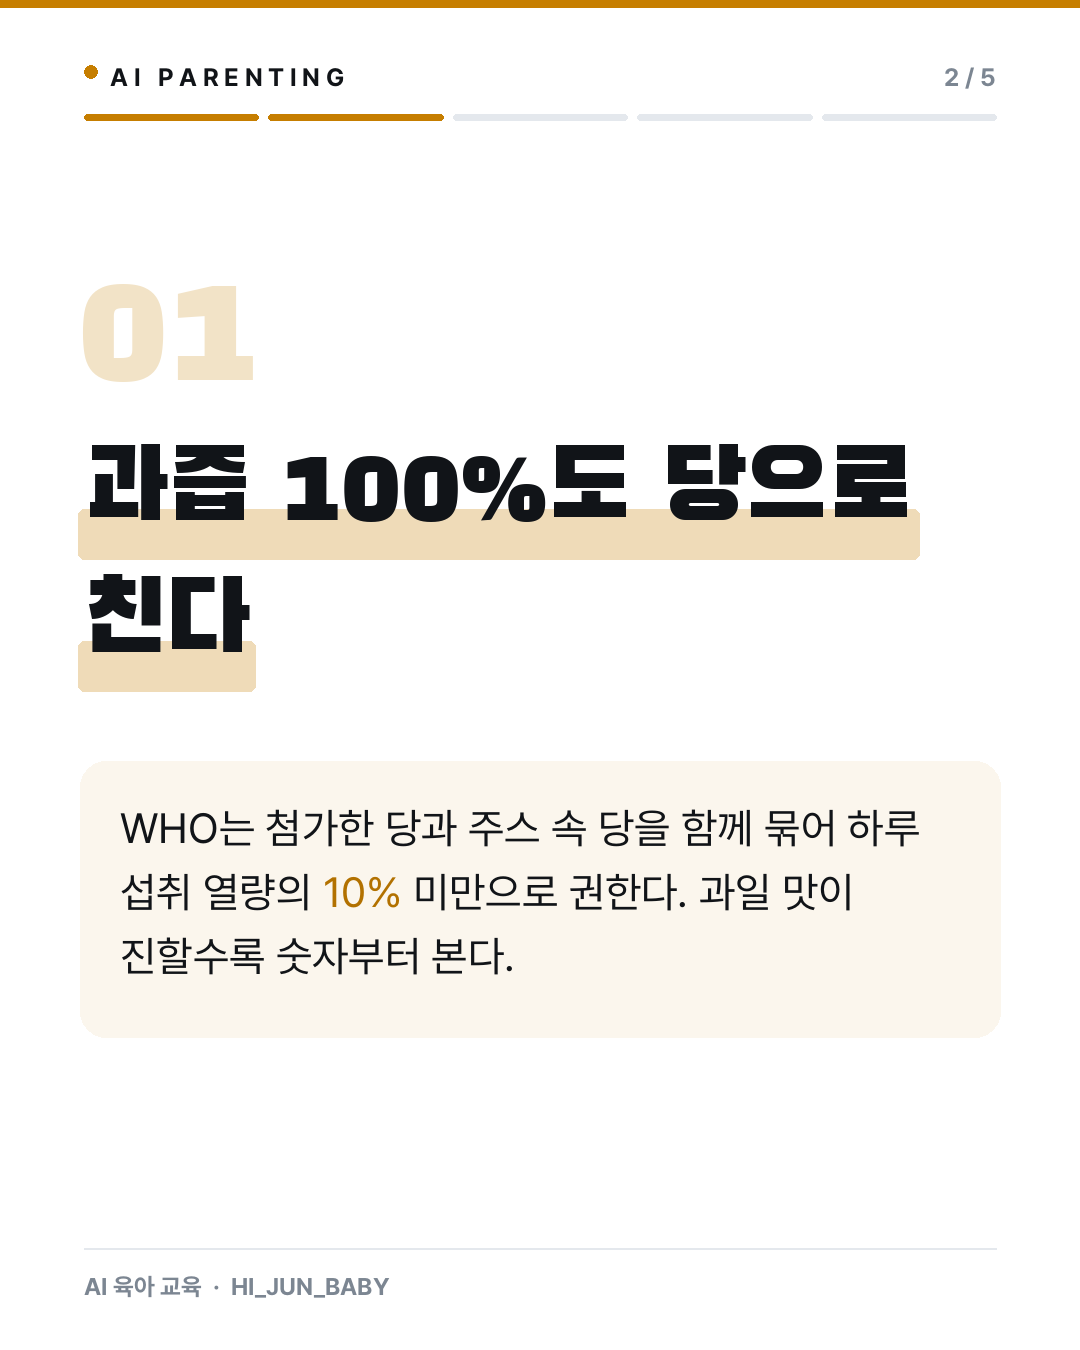 AI PARENTING
2 / 5
01
과즙 100%도 당으로
친다
WHO는 첨가한 당과 주스 속 당을 함께 묶어 하루
섭취 열량의 10% 미만으로 권한다. 과일 맛이
진할수록 숫자부터 본다.
AI 육아 교육 · HI_JUN_BABY